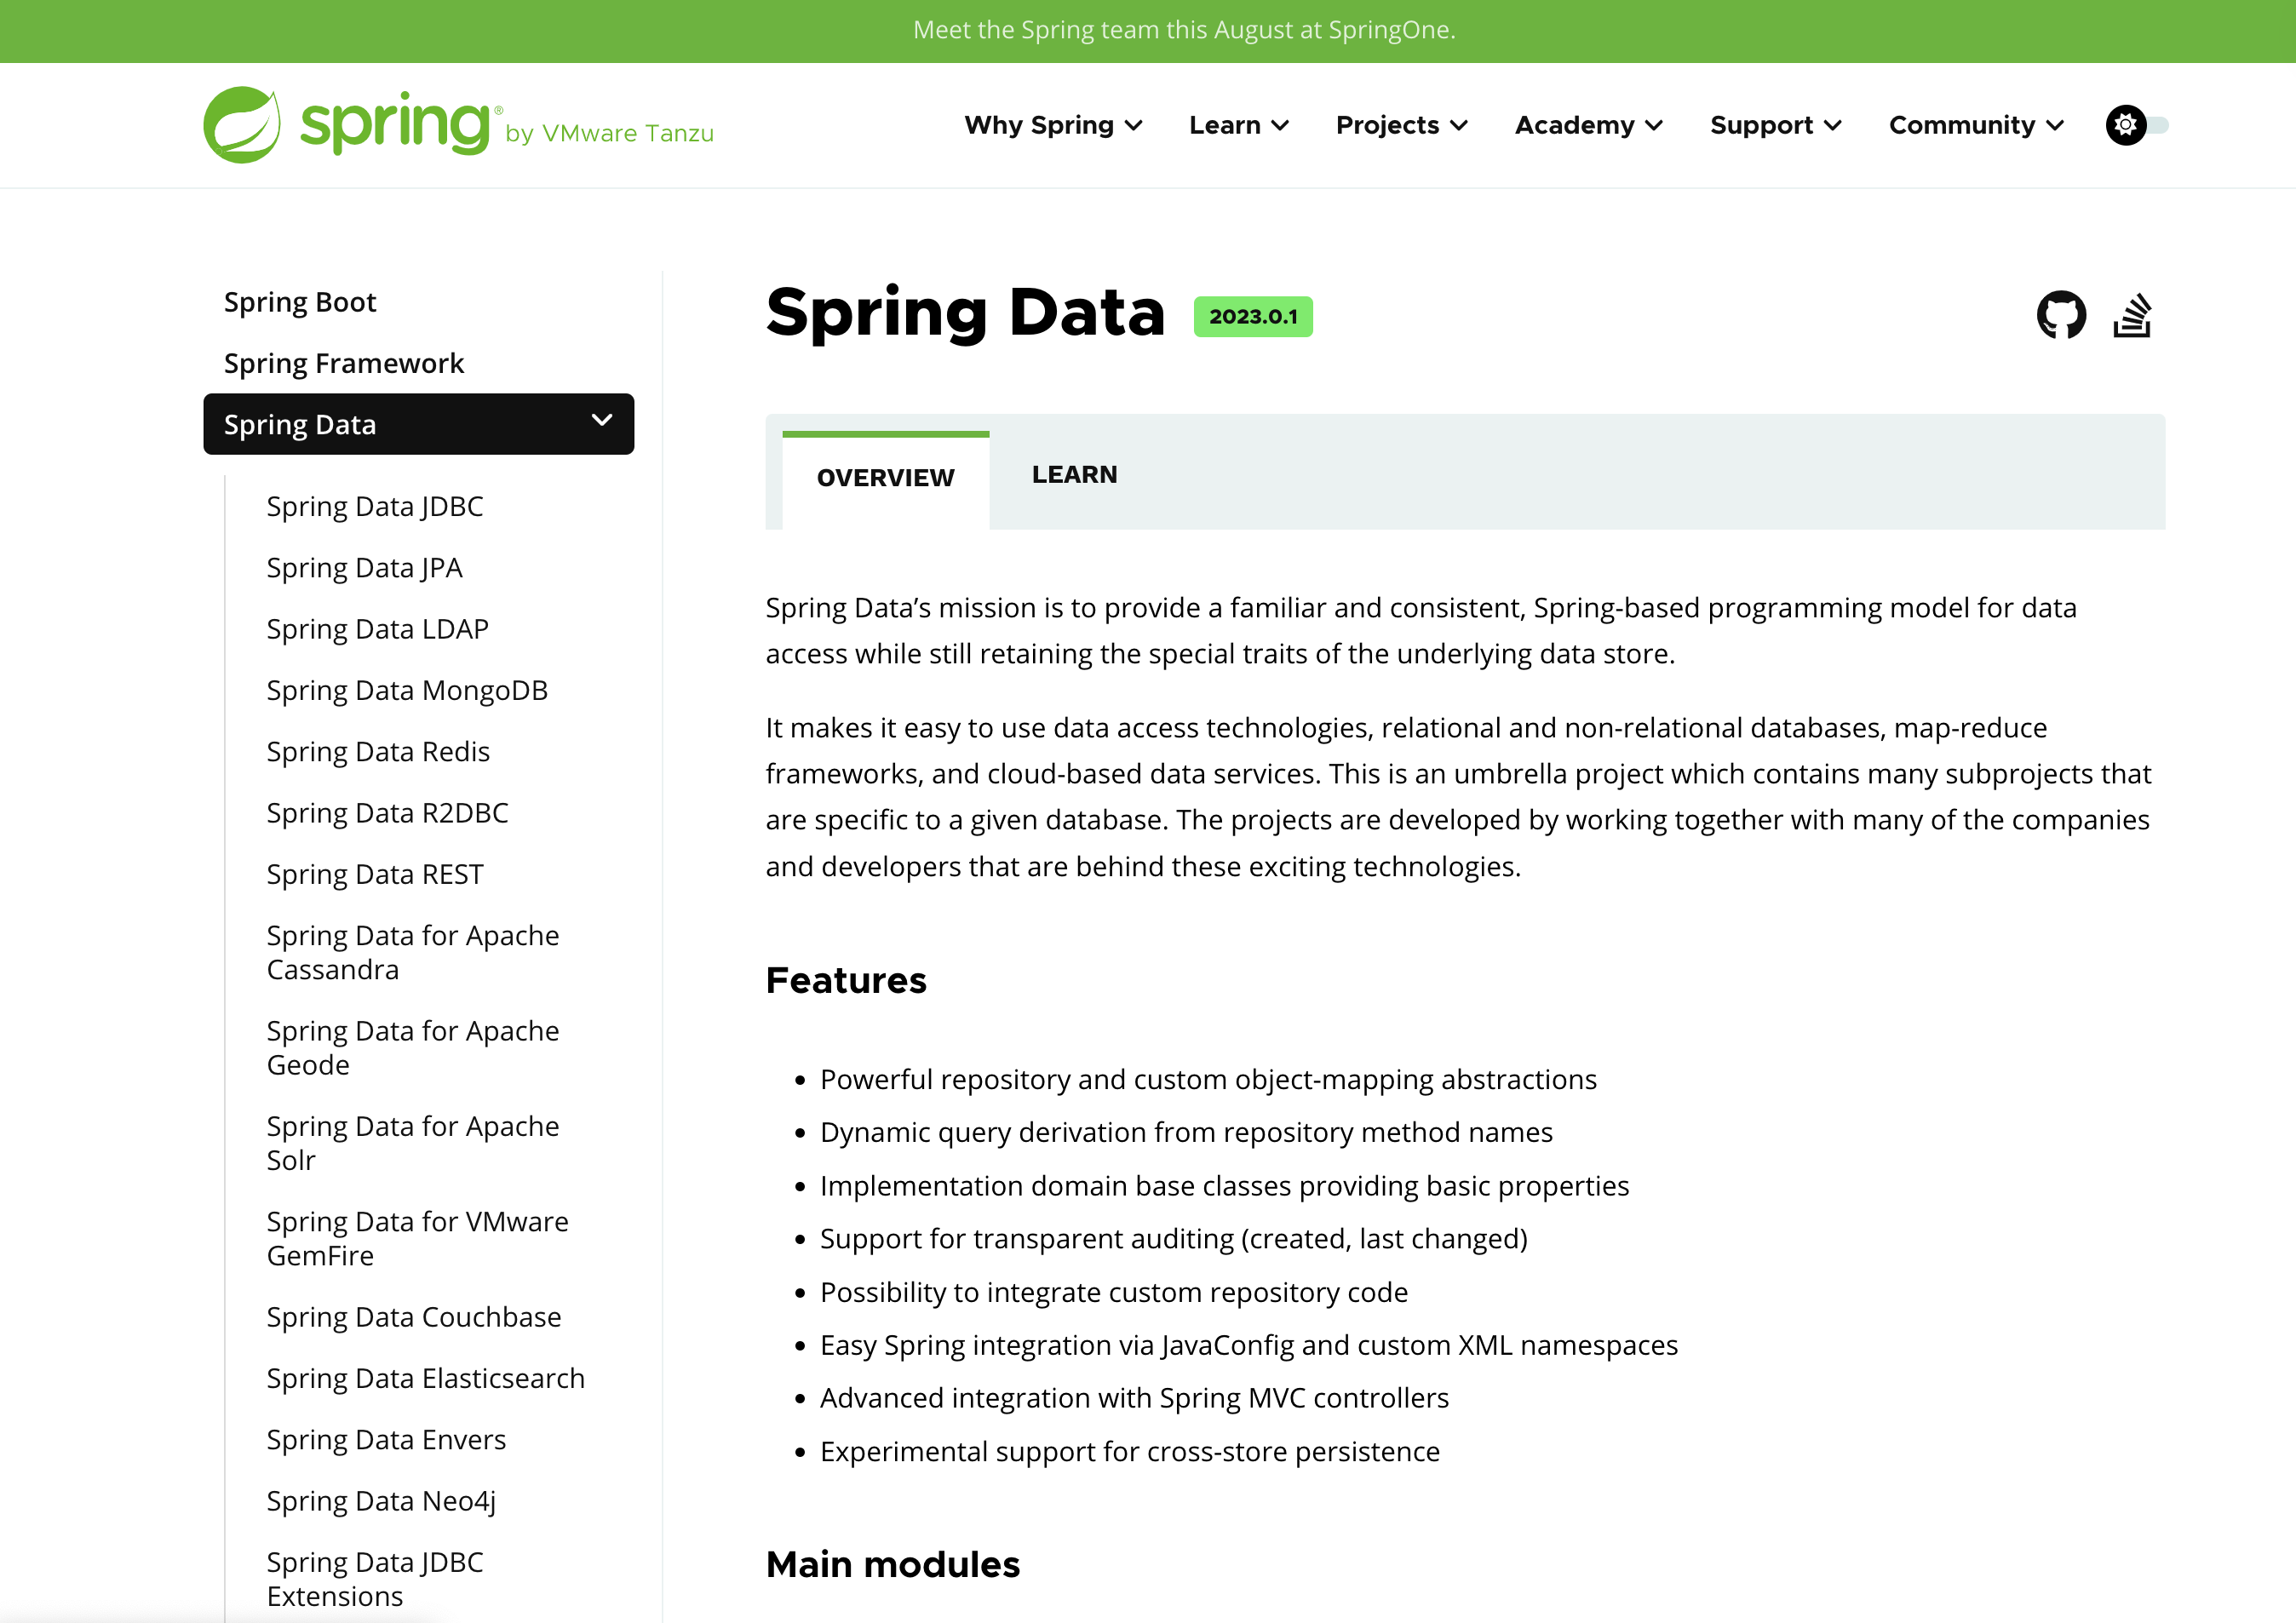 Meet the Spring team this August at SpringOne.
spring® by VMware Tanzu
Why Spring
Learn
Projects
Academy
Support
Community
Spring Boot
Spring Framework
Spring Data
Spring Data JDBC
Spring Data JPA
Spring Data LDAP
Spring Data MongoDB
Spring Data Redis
Spring Data R2DBC
Spring Data REST
Spring Data for Apache
Cassandra
Spring Data for Apache
Geode
Spring Data for Apache
Solr
Spring Data for VMware
GemFire
Spring Data Couchbase
Spring Data Elasticsearch
Spring Data Envers
Spring Data Neo4j
Spring Data JDBC
Extensions
Spring Data 2023.0.1
OVERVIEW
LEARN
Spring Data’s mission is to provide a familiar and consistent, Spring-based programming model for data
access while still retaining the special traits of the underlying data store.
It makes it easy to use data access technologies, relational and non-relational databases, map-reduce
frameworks, and cloud-based data services. This is an umbrella project which contains many subprojects that
are specific to a given database. The projects are developed by working together with many of the companies
and developers that are behind these exciting technologies.
Features
• Powerful repository and custom object-mapping abstractions
• Dynamic query derivation from repository method names
• Implementation domain base classes providing basic properties
• Support for transparent auditing (created, last changed)
• Possibility to integrate custom repository code
• Easy Spring integration via JavaConfig and custom XML namespaces
• Advanced integration with Spring MVC controllers
• Experimental support for cross-store persistence
Main modules